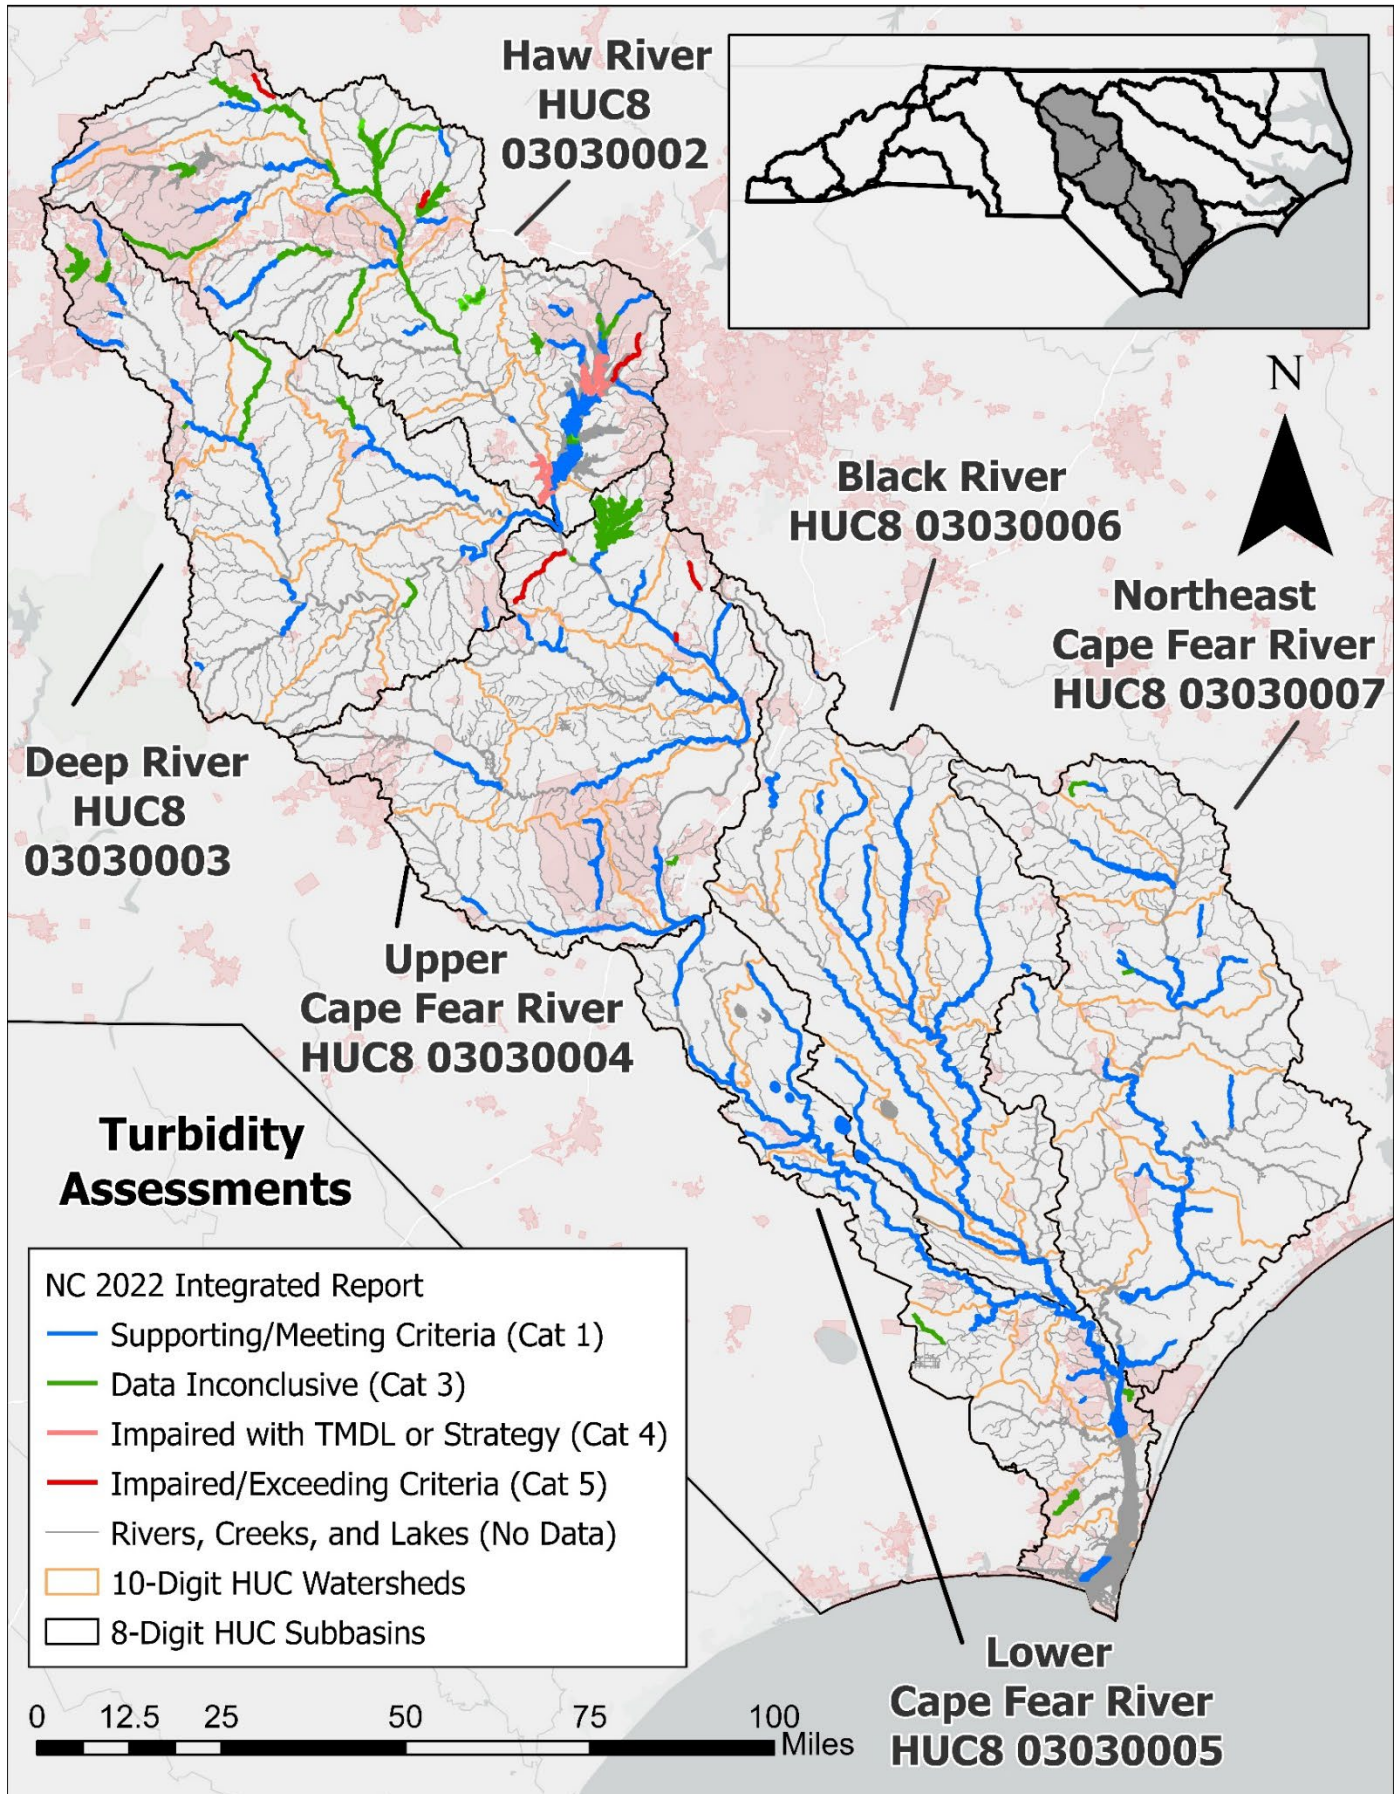 Haw River
HUC8
03030002
N
Black River
HUC8 03030006
Northeast
Cape Fear River
HUC8 03030007
Deep River
HUC8
03030003
Upper
Cape Fear River
HUC8 03030004
Turbidity
Assessments
NC 2022 Integrated Report
Supporting/Meeting Criteria (Cat 1)
Data Inconclusive (Cat 3)
Impaired with TMDL or Strategy (Cat 4)
Impaired/Exceeding Criteria (Cat 5)
Rivers, Creeks, and Lakes (No Data)
10-Digit HUC Watersheds
8-Digit HUC Subbasins
Lower
Cape Fear River
HUC8 03030005
0 12.5 25 50 75 100
Miles